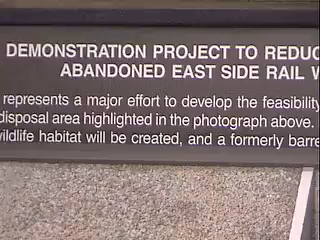 DEMONSTRATION PROJECT TO REDUC
ABANDONED EAST SIDE RAIL
represents a major effort to develop the feasibility
disposal area highlighted in the photograph above.
wildlife habitat will be created, and a formerly barre